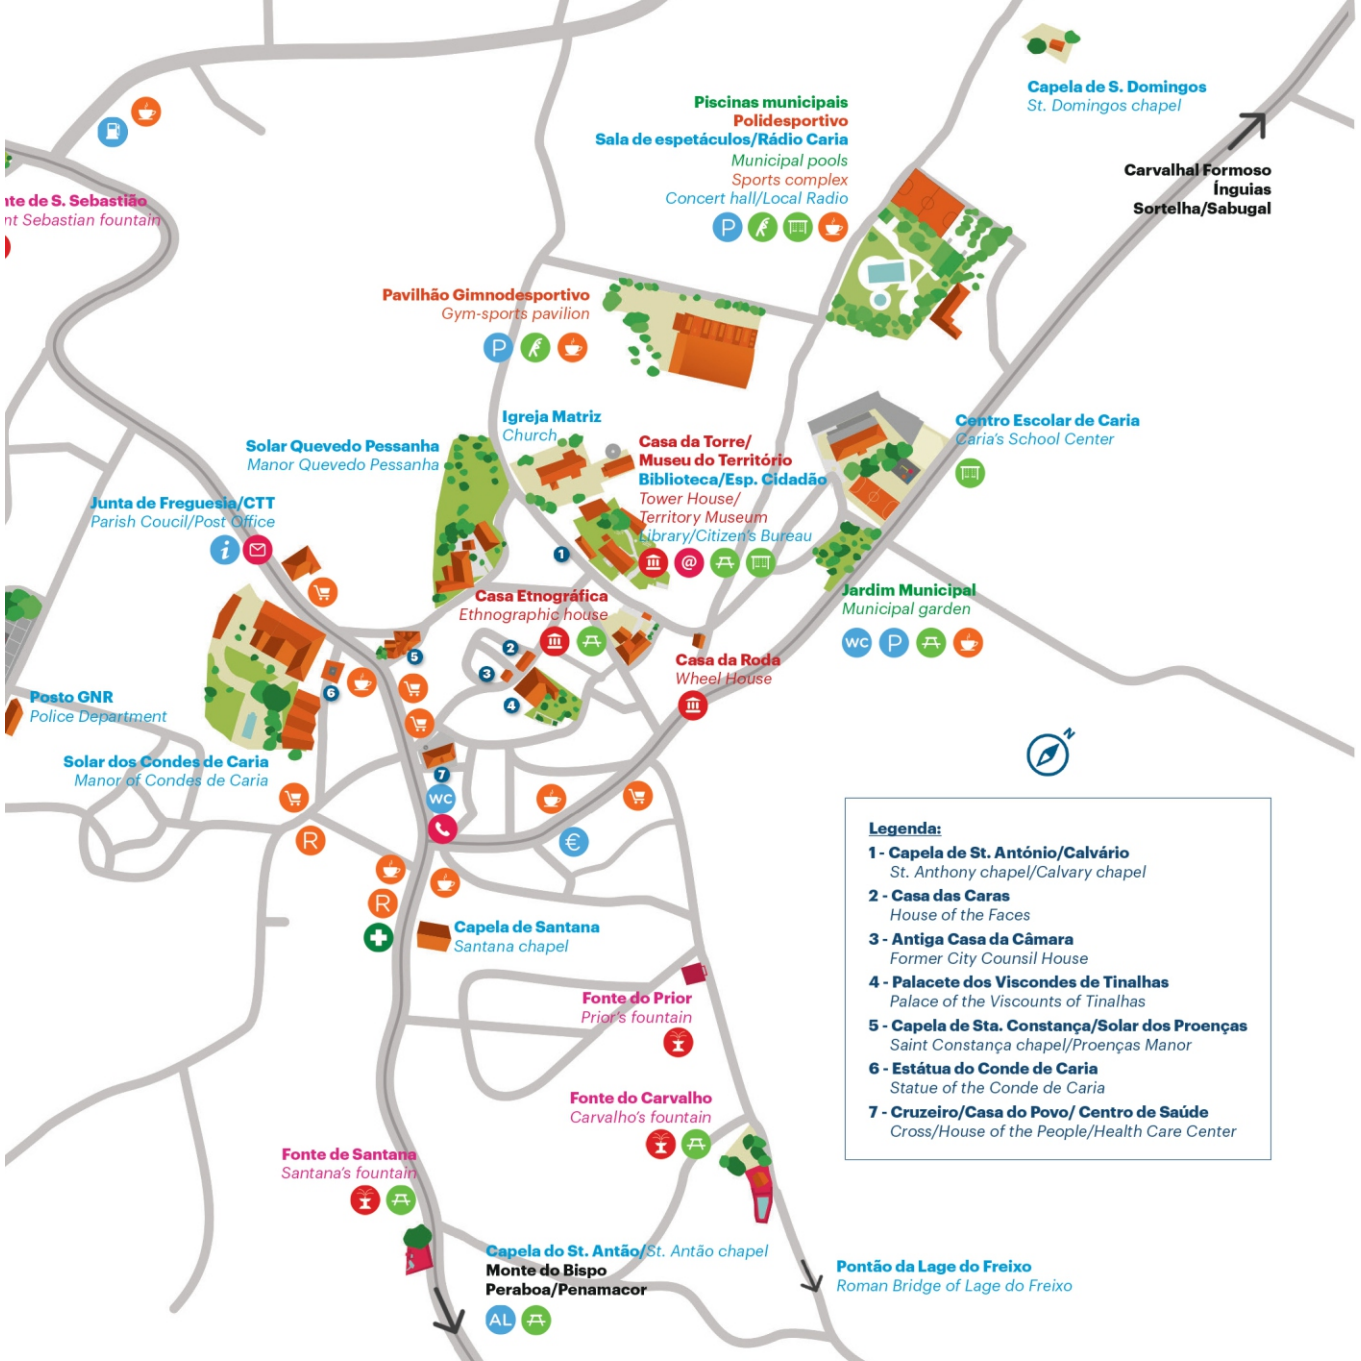 Capela de S. Domingos
St. Domingos chapel
Piscinas municipais
Polidesportivo
Sala de espetáculos/Rádio Caria
Municipal pools
Sports complex
Concert hall/Local Radio
P
Carvalhal Formoso
Ínguias
Sortelha/Sabugal
nte de S. Sebastião
nt Sebastian fountain
Pavilhão Gimnodesportivo
Gym-sports pavilion
P
Igreja Matriz
Church
Solar Quevedo Pessanha
Manor Quevedo Pessanha
Casa da Torre/
Museu do Território
Biblioteca/Esp. Cidadão
Tower House/
Territory Museum
Library/Citizen's Bureau
@
Centro Escolar de Caria
Caria's School Center
Junta de Freguesia/CTT
Parish Coucil/Post Office
i
1
Jardim Municipal
Municipal garden
WC
P
Casa Etnográfica
Ethnographic house
2
3
4
5
6
Casa da Roda
Wheel House
Posto GNR
Police Department
Solar dos Condes de Caria
Manor of Condes de Caria
7
WC
R
€
R
N
Capela de Santana
Santana chapel
Fonte do Prior
Prior's fountain
Fonte do Carvalho
Carvalho's fountain
Fonte de Santana
Santana's fountain
Capela do St. Antão/St. Antão chapel
Monte do Bispo
Peraboa/Penamacor
AL
Pontão da Lage do Freixo
Roman Bridge of Lage do Freixo
Legenda:
1 - Capela de St. António/Calvário
St. Anthony chapel/Calvary chapel
2 - Casa das Caras
House of the Faces
3 - Antiga Casa da Câmara
Former City Counsil House
4 - Palacete dos Viscondes de Tinalhas
Palace of the Viscounts of Tinalhas
5 - Capela de Sta. Constança/Solar dos Proenças
Saint Constança chapel/Proenças Manor
6 - Estátua do Conde de Caria
Statue of the Conde de Caria
7 - Cruzeiro/Casa do Povo/ Centro de Saúde
Cross/House of the People/Health Care Center